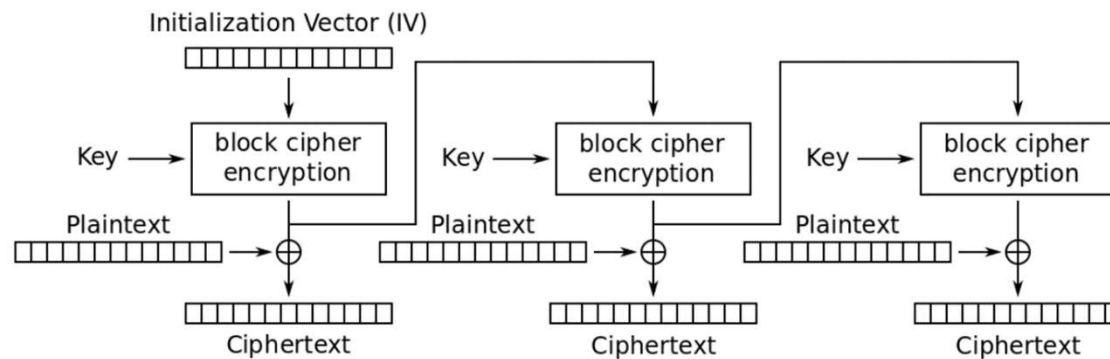 Initialization Vector (IV)
Key
block cipher
encryption
Key
block cipher
encryption
Key
block cipher
encryption
Plaintext
Plaintext
Plaintext
Ciphertext
Ciphertext
Ciphertext